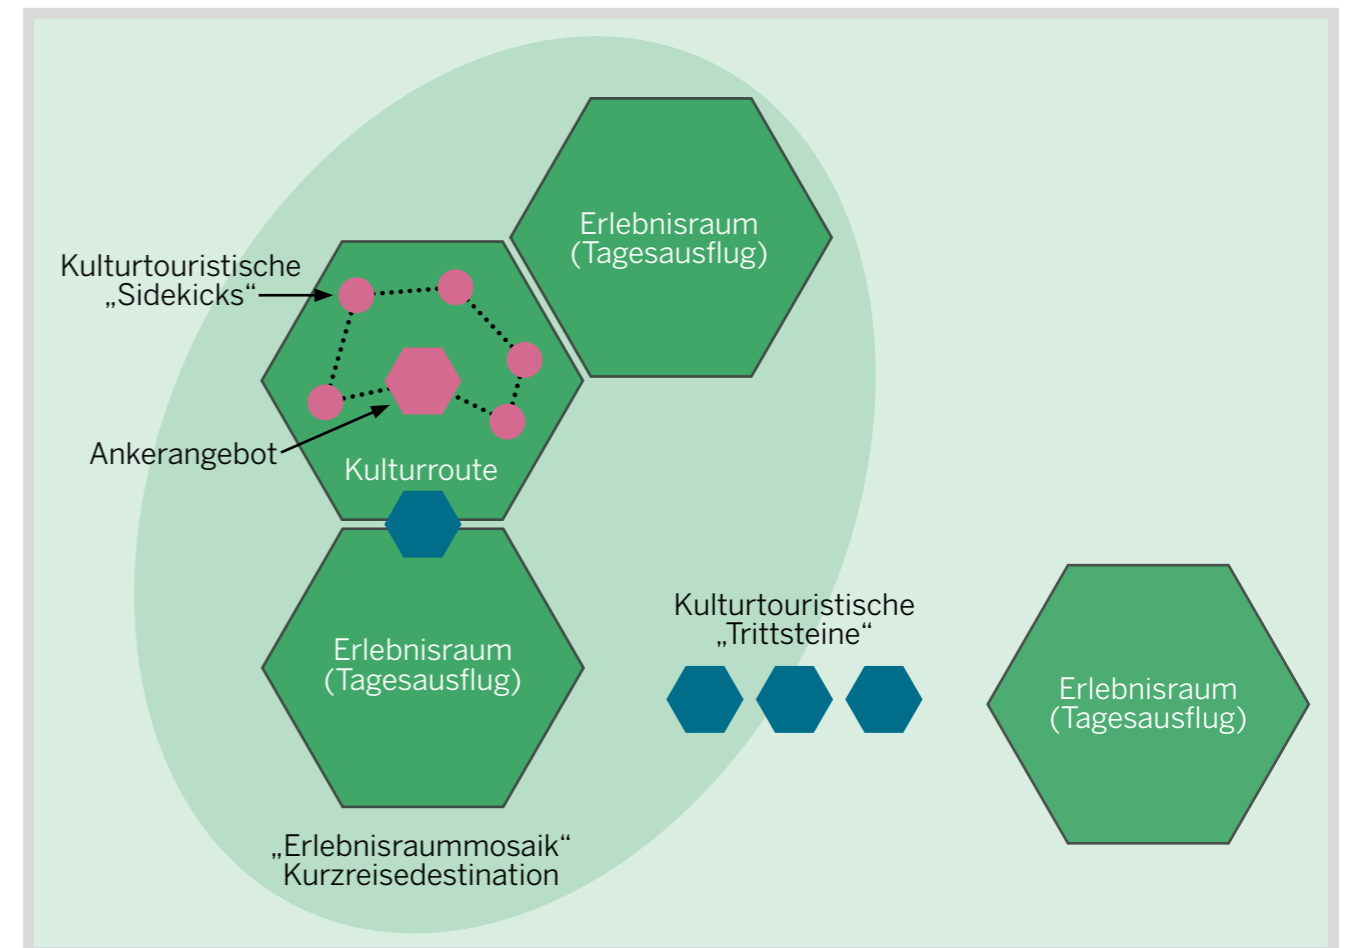 Erlebnisraum
(Tagesausflug)
Kulturtouristische
„Sidekicks“
Ankerangebot
Kulturroute
Kulturtouristische
„Trittsteine“
Erlebnisraum
(Tagesausflug)
Erlebnisraum
(Tagesausflug)
„Erlebnisraummosaik“
Kurzreisedestination